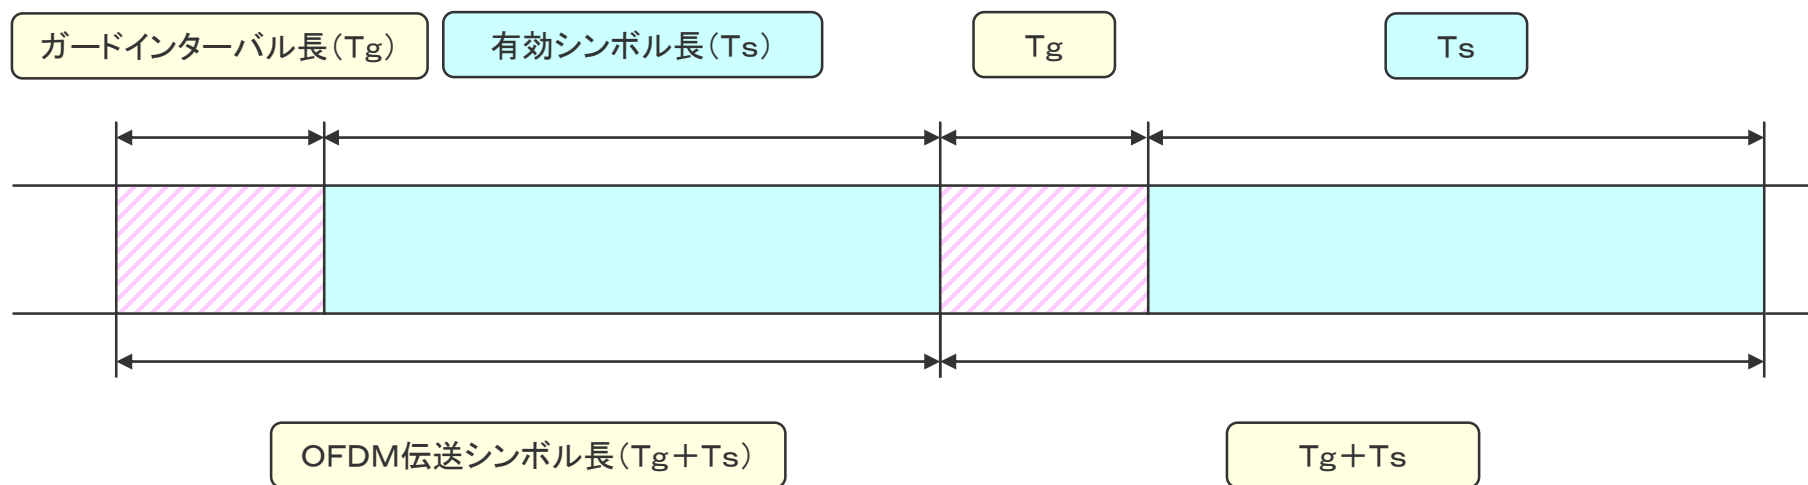 ガードインターバル長（Ｔｇ）
有効シンボル長（Ｔｓ）
Ｔｇ
Ｔｓ
ＯＦＤＭ伝送シンボル長（Ｔｇ＋Ｔｓ）
Ｔｇ＋Ｔｓ